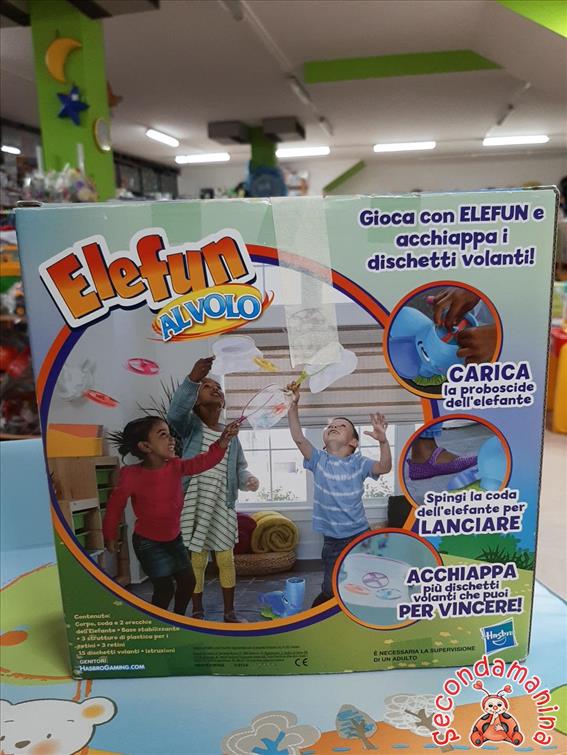 Gioca con ELEFUN e
acchiappa i
dischetti volanti!
Elefun
AL VOLO
CARICA
la proboscide
dell'elefante
Spingi la coda
dell'elefante per
LANCIARE
ACCHIAPPA
più dischetti
volanti che puoi
PER VINCERE!
Contenuto:
Corpo, coda e 2 orecchie
dell'Elefante • Base stabilizzante
• 3 strutture di plastica per i
retini • 3 retini
15 dischetti volanti • istruzioni
GENITORI:
HASBROGAMING.COM
CE
È NECESSARIA LA SUPERVISIONE
DI UN ADULTO
Hasbro
Secondamanina